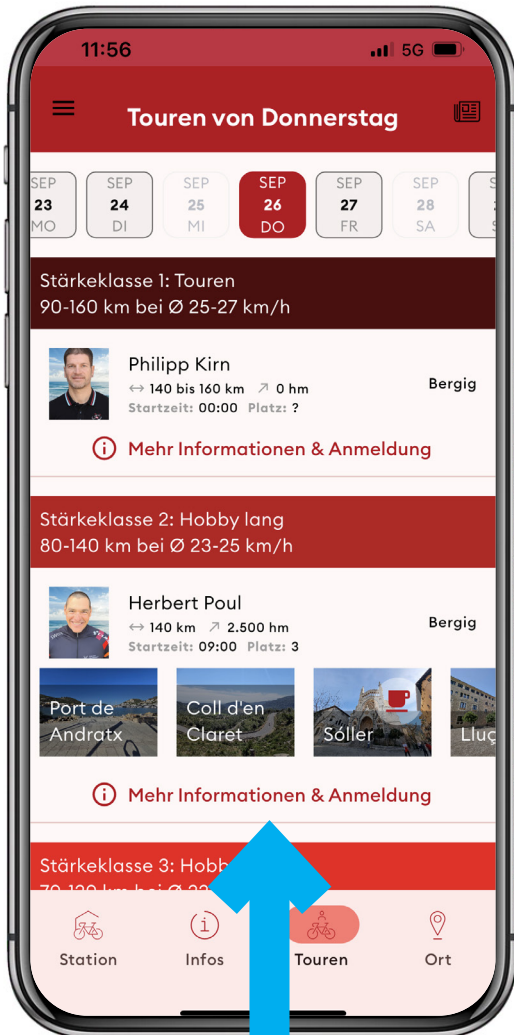 11:56
5G
Touren von Donnerstag
SEP SEP SEP SEP SEP SEP
23 24 25 26 27 28
MO DI MI DO FR SA
Stärkeklasse 1: Touren
90-160 km bei Ø 25-27 km/h
Philipp Kirn
↔ 140 bis 160 km ↗ 0 hm
Bergig
Startzeit: 00:00 Platz: ?
Mehr Informationen & Anmeldung
Stärkeklasse 2: Hobby lang
80-140 km bei Ø 23-25 km/h
Herbert Poul
↔ 140 km ↗ 2.500 hm
Bergig
Startzeit: 09:00 Platz: 3
Port de
Andratx
Coll d'en
Claret
Sóller
Lluc
Mehr Informationen & Anmeldung
Stärkeklasse 3: Hobb
Station Infos Touren Ort